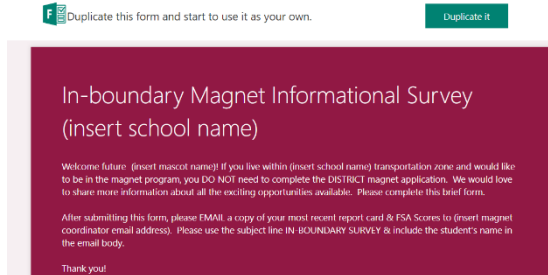 F
Duplicate this form and start to use it as your own.
Duplicate it
In-boundary Magnet Informational Survey
(insert school name)
Welcome future (insert mascot name)! If you live within (insert school name) transportation zone and would like
to be in the magnet program, you DO NOT need to complete the DISTRICT magnet application. We would love
to share more information about all the exciting opportunities available. Please complete this brief form.
After submitting this form, please EMAIL a copy of your most recent report card & FSA Scores to (insert magnet
coordinator email address). Please use the subject line IN-BOUNDARY SURVEY & include the student's name in
the email body.
Thank you!